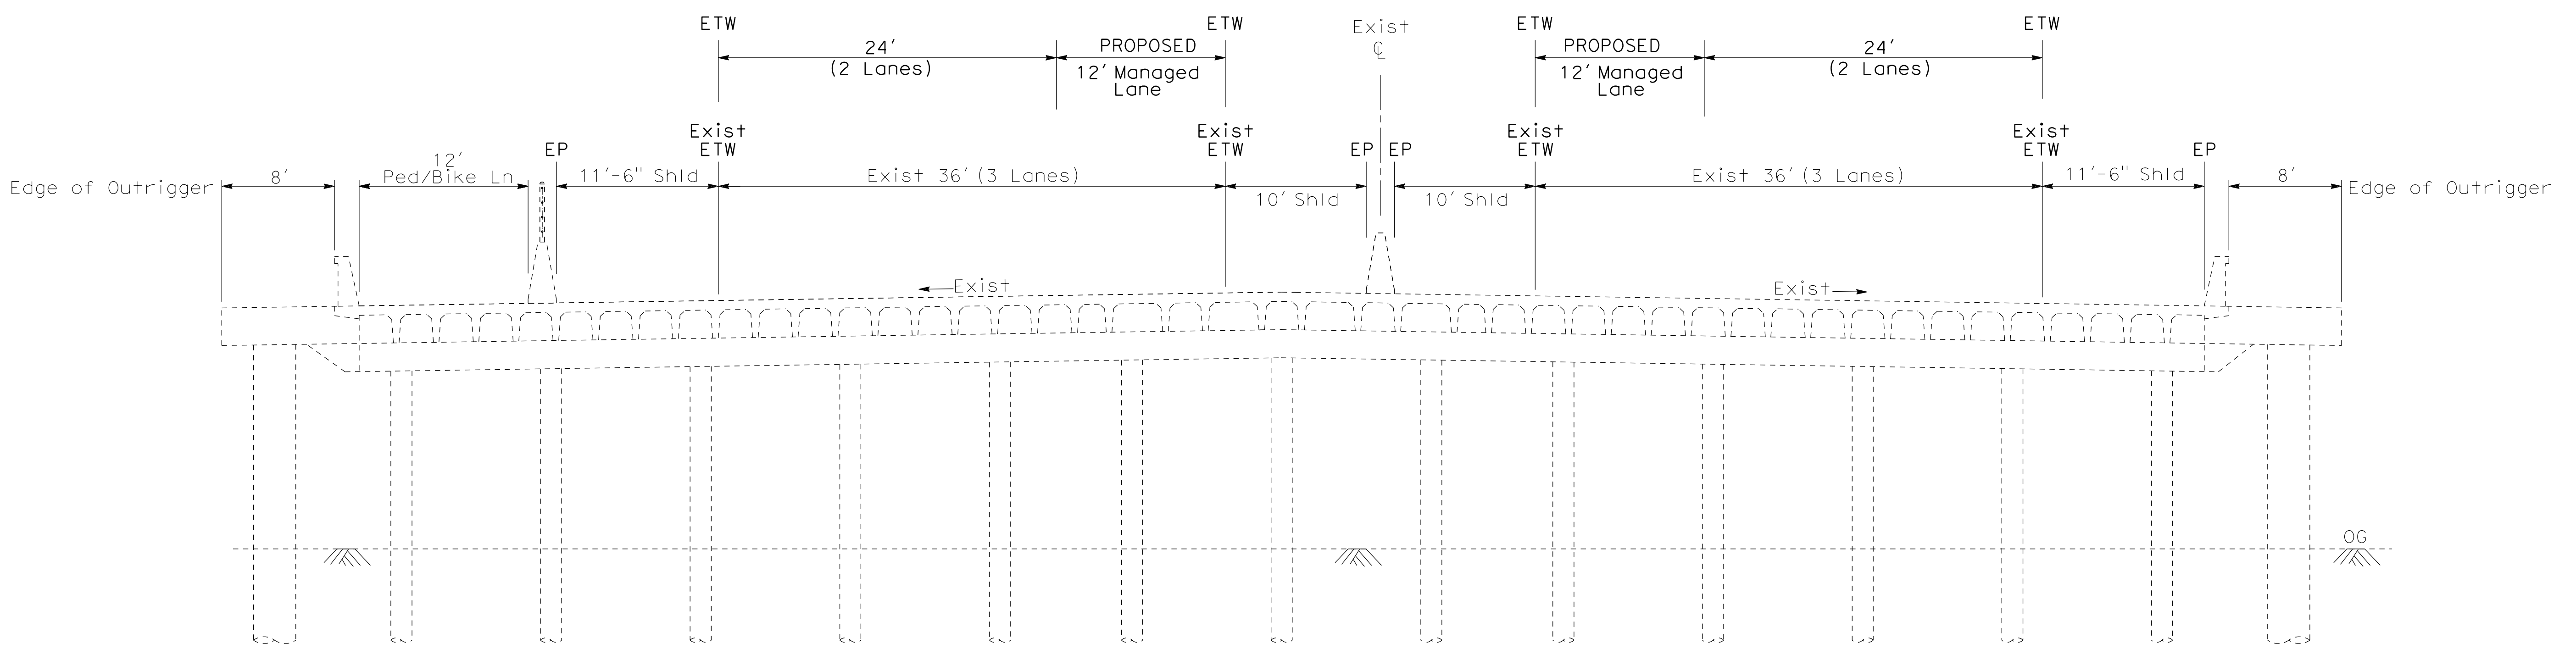 ETW
ETW
Exist
℄
ETW
ETW
24'
(2 Lanes)
PROPOSED
12' Managed
Lane
PROPOSED
12' Managed
Lane
24'
(2 Lanes)
Exist
ETW
Exist
ETW
Exist
ETW
Exist
ETW
EP
EP
EP
EP
Edge of Outrigger
8'
12'
Ped/Bike Ln
11'-6" Shld
Exist 36' (3 Lanes)
10' Shld
10' Shld
Exist 36' (3 Lanes)
11'-6" Shld
8'
Edge of Outrigger
Exist
Exist
OG